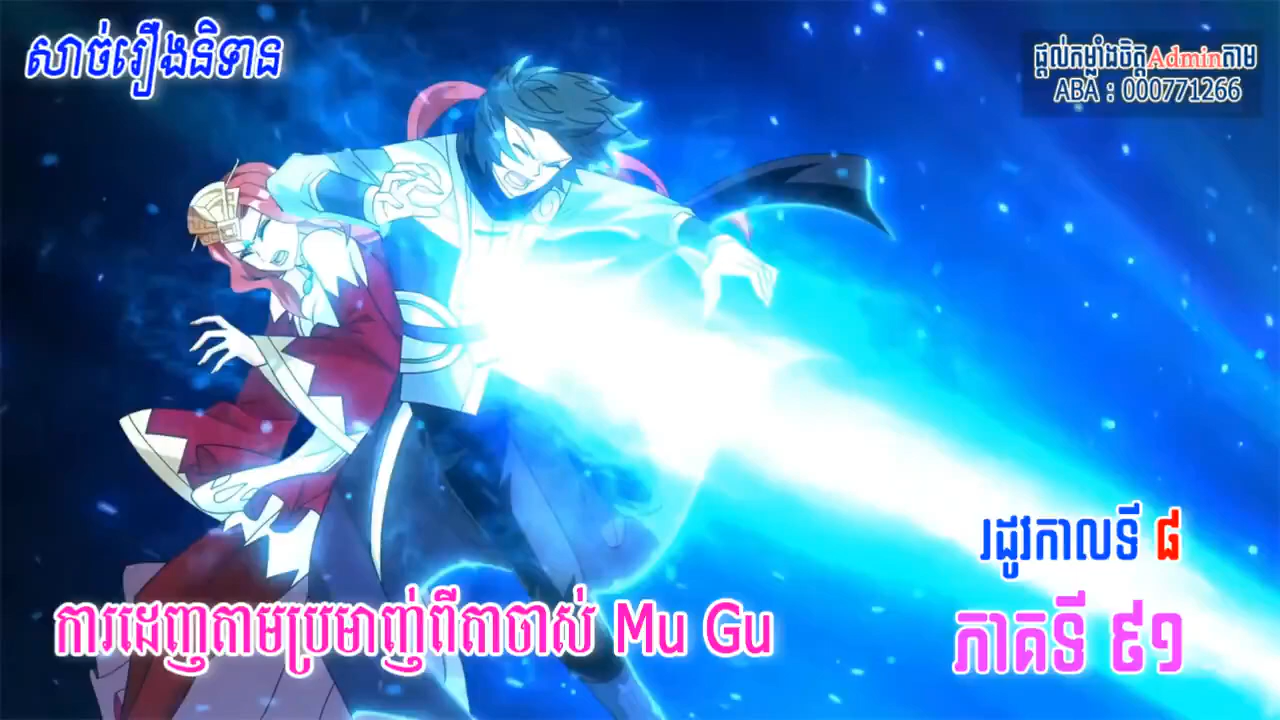 សាច់រឿងនិទាន
ផ្តល់កម្លាំងចិត្តAdminតាម
ABA : 000771266
រដូវកាលទី ៨
ការដេញតាមប្រមាញ់ពីតាចាស់ Mu Gu
ភាគទី ៩១